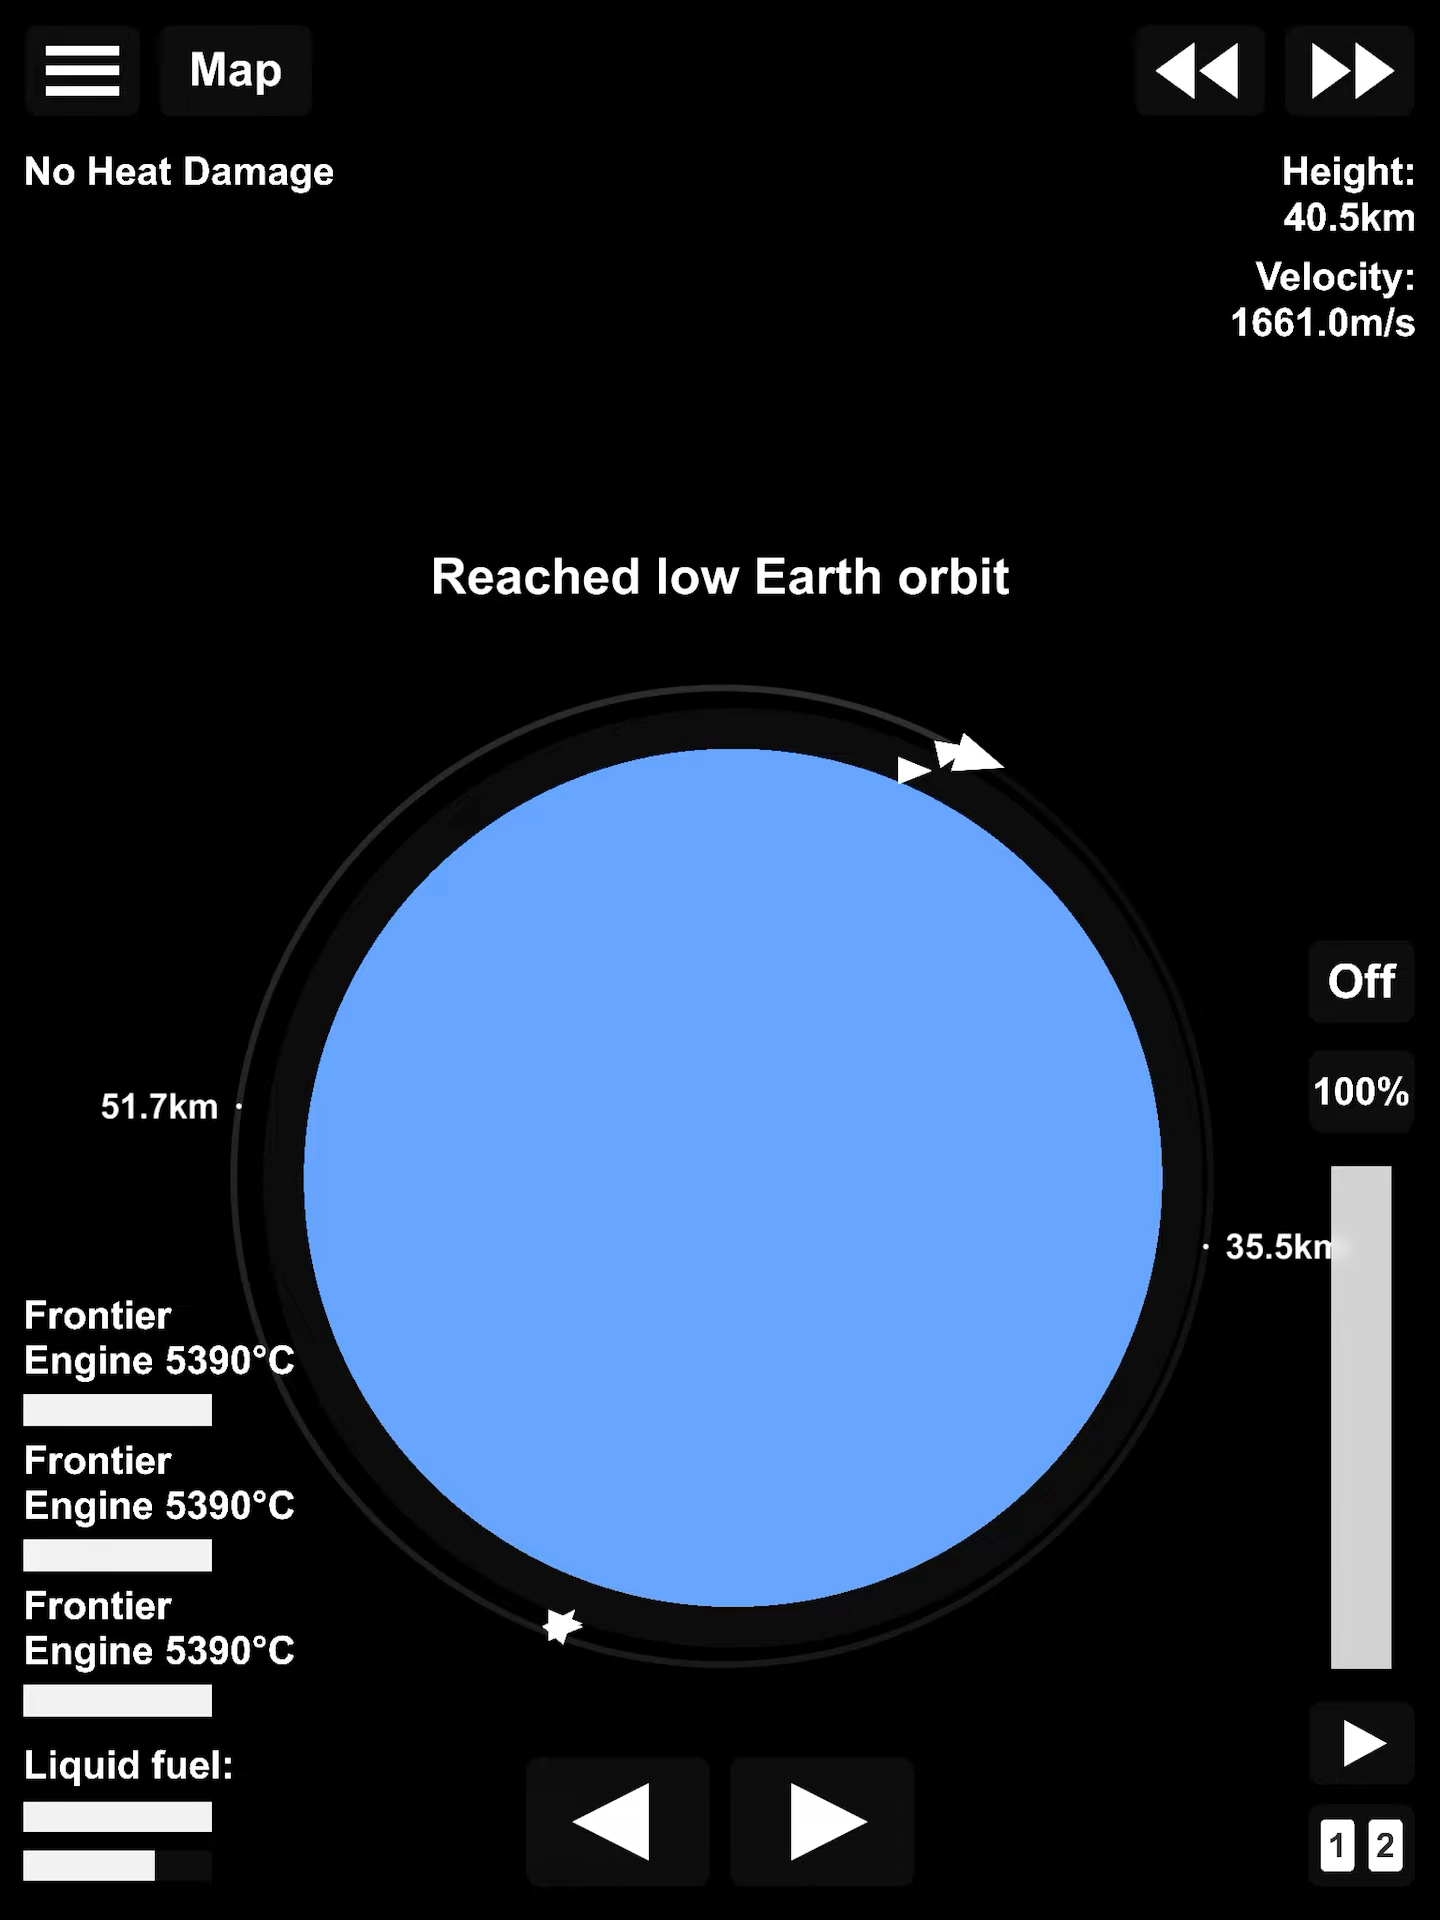 Map
No Heat Damage
Height:
40.5km
Velocity:
1661.0m/s
Reached low Earth orbit
Off
100%
51.7km
35.5km
Frontier
Engine 5390°C
Frontier
Engine 5390°C
Frontier
Engine 5390°C
Liquid fuel:
1 2